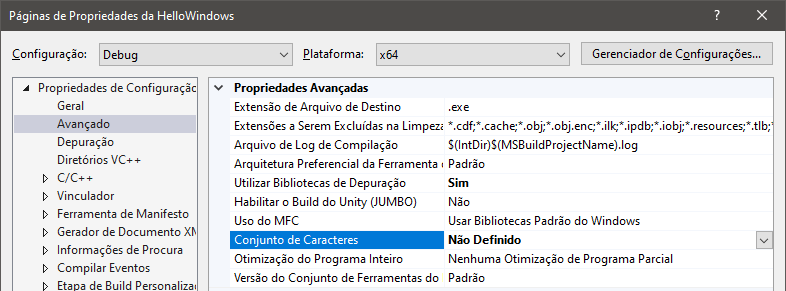 Páginas de Propriedades da HelloWindows
Configuração: Debug Plataforma: x64 Gerenciador de Configurações...
Propriedades de Configuração
Geral
Avançado
Depuração
Diretórios VC++
C/C++
Vinculador
Ferramenta de Manifesto
Gerador de Documento XM
Informações de Procura
Compilar Eventos
Etapa de Build Personaliza
Propriedades Avançadas
Extensão de Arquivo de Destino .exe
Extensões a Serem Excluídas na Limpeza *.cdf;*.cache;*.obj;*.obj.enc;*.ilk;*.ipdb;*.iobj;*.resources;*.tlb;*
Arquivo de Log de Compilação $(IntDir)$(MSBuildProjectName).log
Arquitetura Preferencial da Ferramenta d Padrão
Utilizar Bibliotecas de Depuração Sim
Habilitar o Build do Unity (JUMBO) Não
Uso do MFC Usar Bibliotecas Padrão do Windows
Conjunto de Caracteres Não Definido
Otimização do Programa Inteiro Nenhuma Otimização de Programa Parcial
Versão do Conjunto de Ferramentas do Padrão